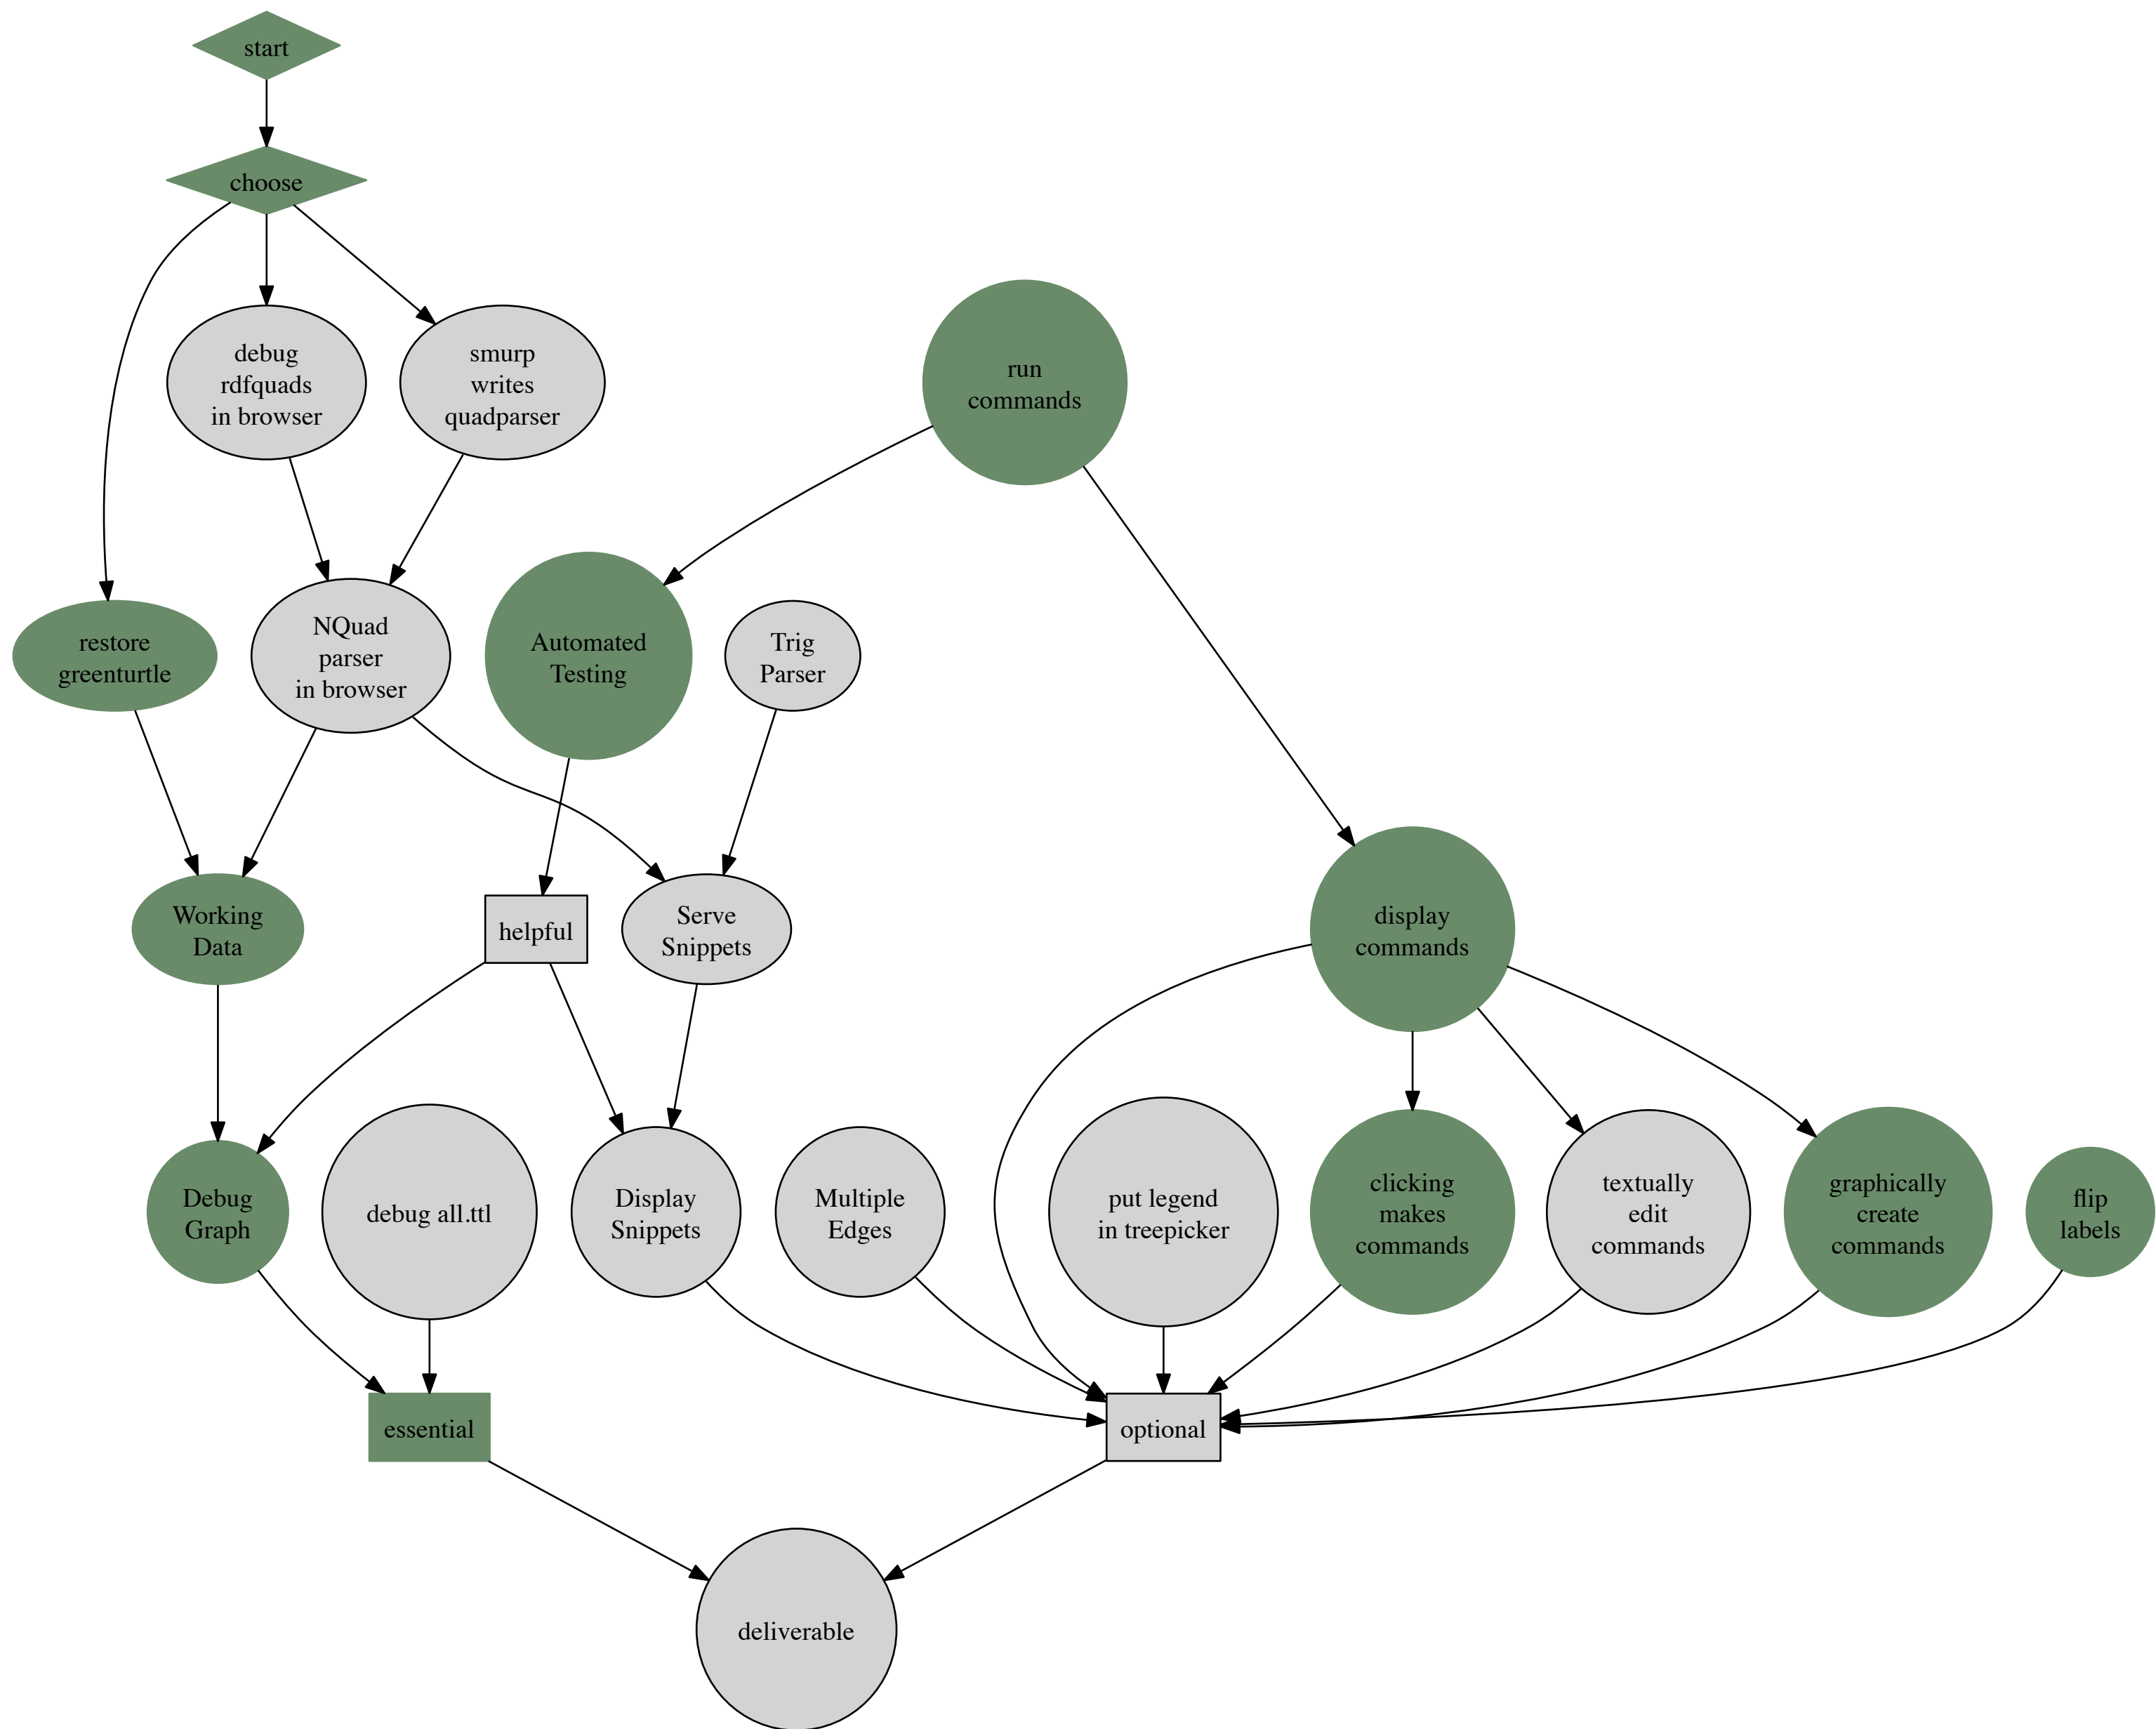 start
choose
debug
rdfquads
in browser
smurp
writes
quadparser
run
commands
restore
greenturtle
NQuad
parser
in browser
Automated
Testing
Trig
Parser
Working
Data
helpful
Serve
Snippets
display
commands
Debug
Graph
debug all.ttl
Display
Snippets
Multiple
Edges
put legend
in treepicker
clicking
makes
commands
textually
edit
commands
graphically
create
commands
flip
labels
essential
optional
deliverable